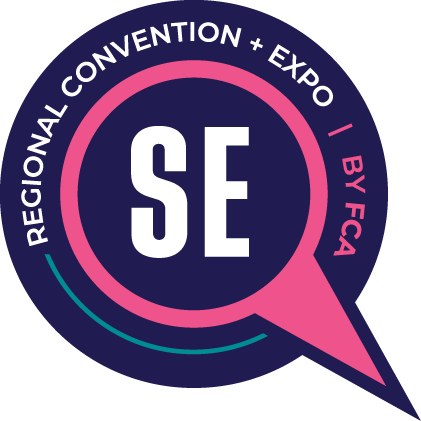 REGIONAL CONVENTION + EXPO | BY FCA
SE